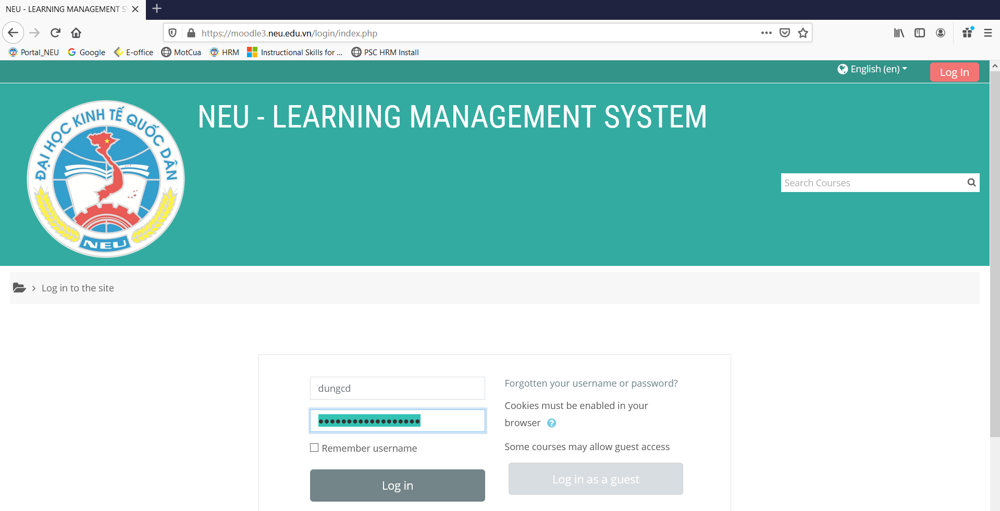 NEU - LEARNING MANAGEMENT S
https://moodle3.neu.edu.vn/login/index.php
Portal_NEU Google E-office MotCua HRM Instructional Skills for ... PSC HRM Install
English (en) Log In
ĐẠI HỌC KINH TẾ QUỐC DÂN
NEU
NEU - LEARNING MANAGEMENT SYSTEM
Search Courses
Log in to the site
dungcd
••••••••••••••••••
Remember username
Log in
Forgotten your username or password?
Cookies must be enabled in your
browser ?
Some courses may allow guest access
Log in as a guest